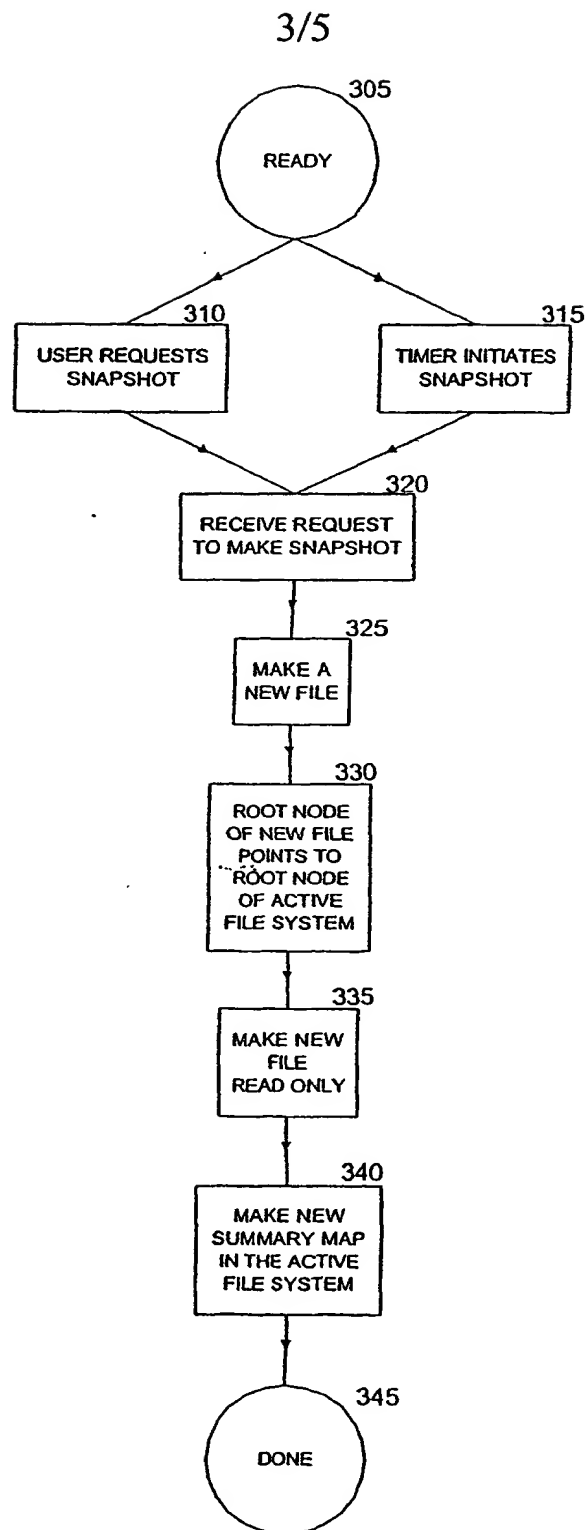 3/5
305
READY
310
USER REQUESTS
SNAPSHOT
315
TIMER INITIATES
SNAPSHOT
320
RECEIVE REQUEST
TO MAKE SNAPSHOT
325
MAKE A
NEW FILE
330
ROOT NODE
OF NEW FILE
POINTS TO
ROOT NODE
OF ACTIVE
FILE SYSTEM
335
MAKE NEW
FILE
READ ONLY
340
MAKE NEW
SUMMARY MAP
IN THE ACTIVE
FILE SYSTEM
345
DONE